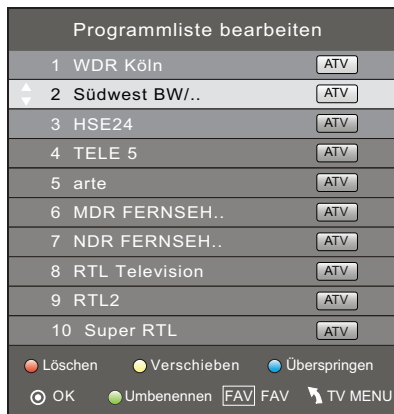 Programmliste bearbeiten
1 WDR Köln ATV
2 Südwest BW/.. ATV
3 HSE24 ATV
4 TELE 5 ATV
5 arte ATV
6 MDR FERNSEH.. ATV
7 NDR FERNSEH.. ATV
8 RTL Television ATV
9 RTL2 ATV
10 Super RTL ATV
Löschen Verschieben Überspringen
OK Umbenennen FAV FAV TV MENU